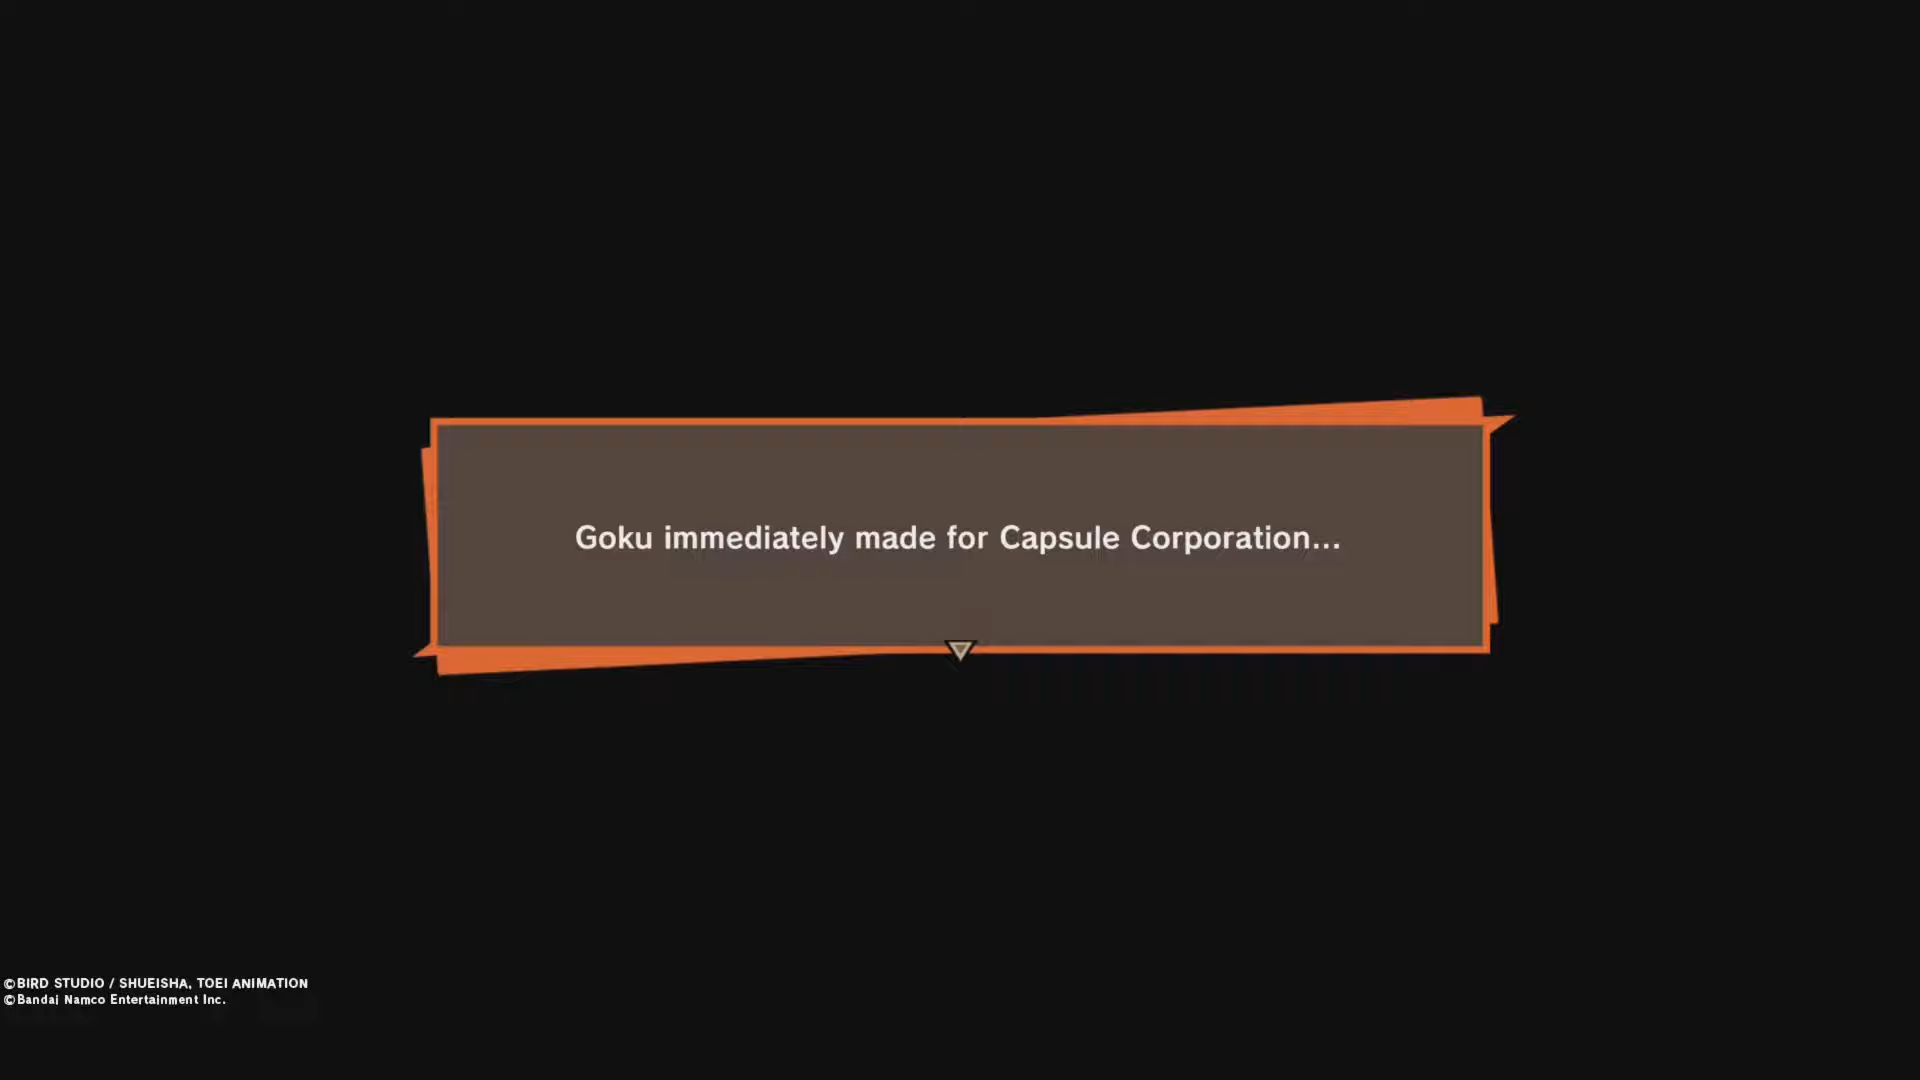 Goku immediately made for Capsule Corporation...
©BIRD STUDIO / SHUEISHA, TOEI ANIMATION
©Bandai Namco Entertainment Inc.